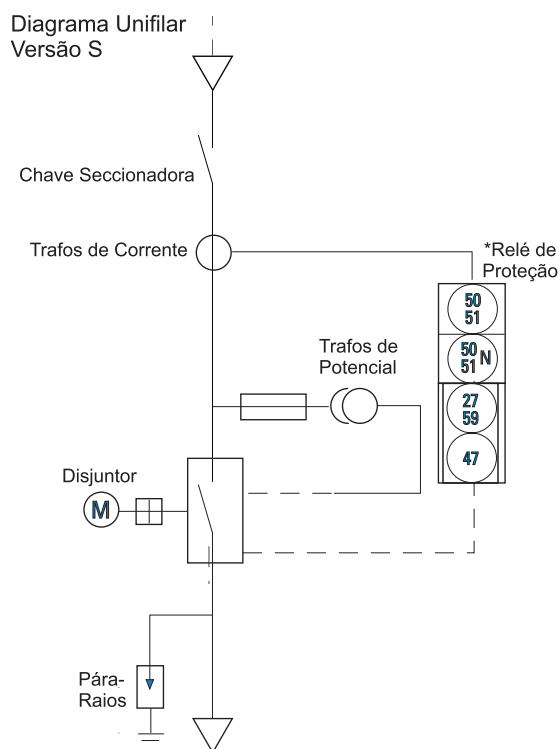 Diagrama Unifilar
Versão S
Chave Seccionadora
Trafos de Corrente
*Relé de
Proteção
50
51
50
51 N
Trafos de
Potencial
27
59
47
Disjuntor
M
Pára-
Raios